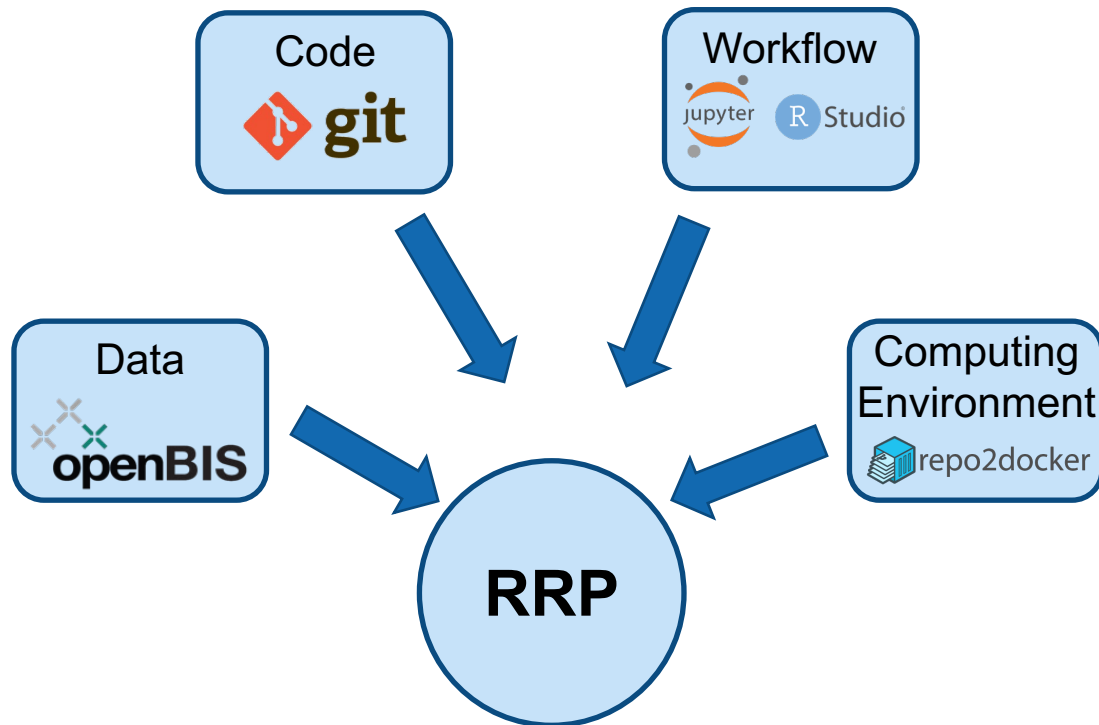 Code
git
Workflow
jupyter
R Studio
Data
openBIS
Computing
Environment
repo2docker
RRP